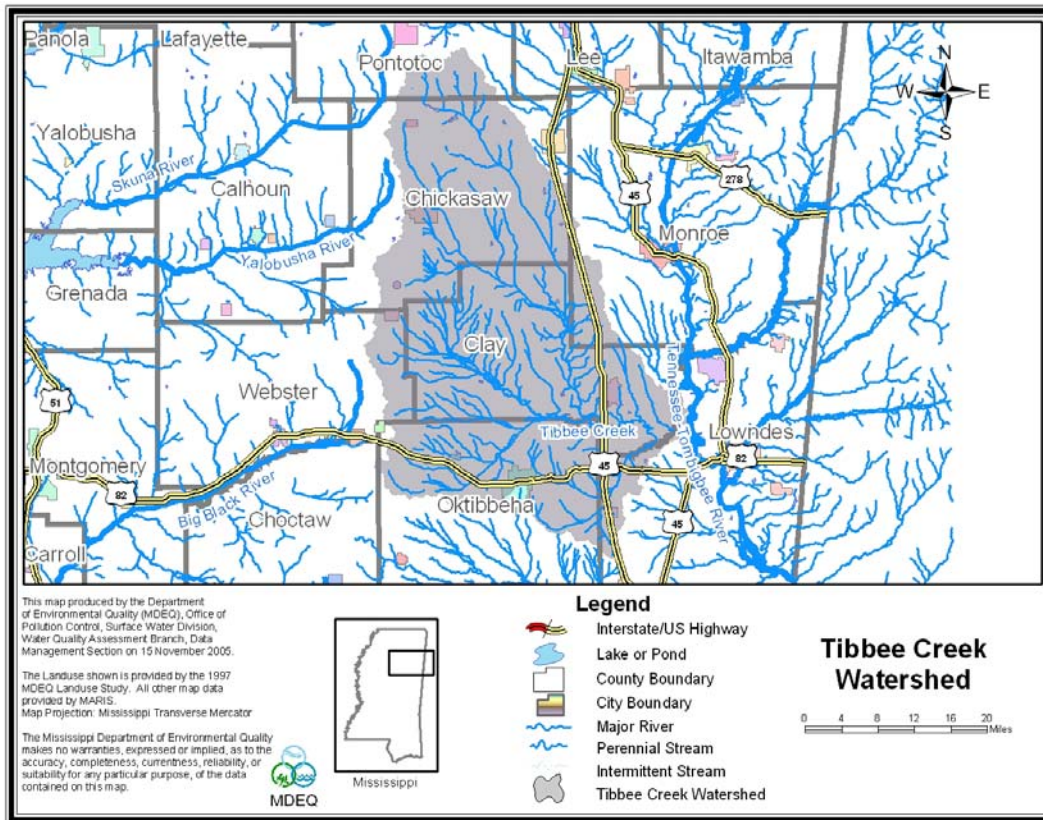 Panola
Lafayette
Pontotoc
Lee
Itawamba
N
W
E
S
Yalobusha
Skuna River
Calhoun
Chickasaw
278
45
Monroe
Yalobusha River
Grenada
Clay
Webster
51
Tennessee-Tombigbee River
Tibbee Creek
Lowndes
82
45
Montgomery
82
Big Black River
Oktibbeha
Choctaw
45
Carroll
This map produced by the Department
of Environmental Quality (MDEQ), Office of
Pollution Control, Surface Water Division,
Water Quality Assessment Branch, Data
Management Section on 15 November 2005.
The Landuse shown is provided by the 1997
MDEQ Landuse Study. All other map data
provided by MARIS.
Map Projection: Mississippi Transverse Mercator
The Mississippi Department of Environmental Quality
makes no warranties, expressed or implied, as to the
accuracy, completeness, currentness, reliability, or
suitability for any particular purpose, of the data
contained on this map.
MDEQ
Mississippi
Legend
Interstate/US Highway
Lake or Pond
County Boundary
City Boundary
Major River
Perennial Stream
Intermittent Stream
Tibbee Creek Watershed
Tibbee Creek
Watershed
0 4 8 12 16 20
Miles